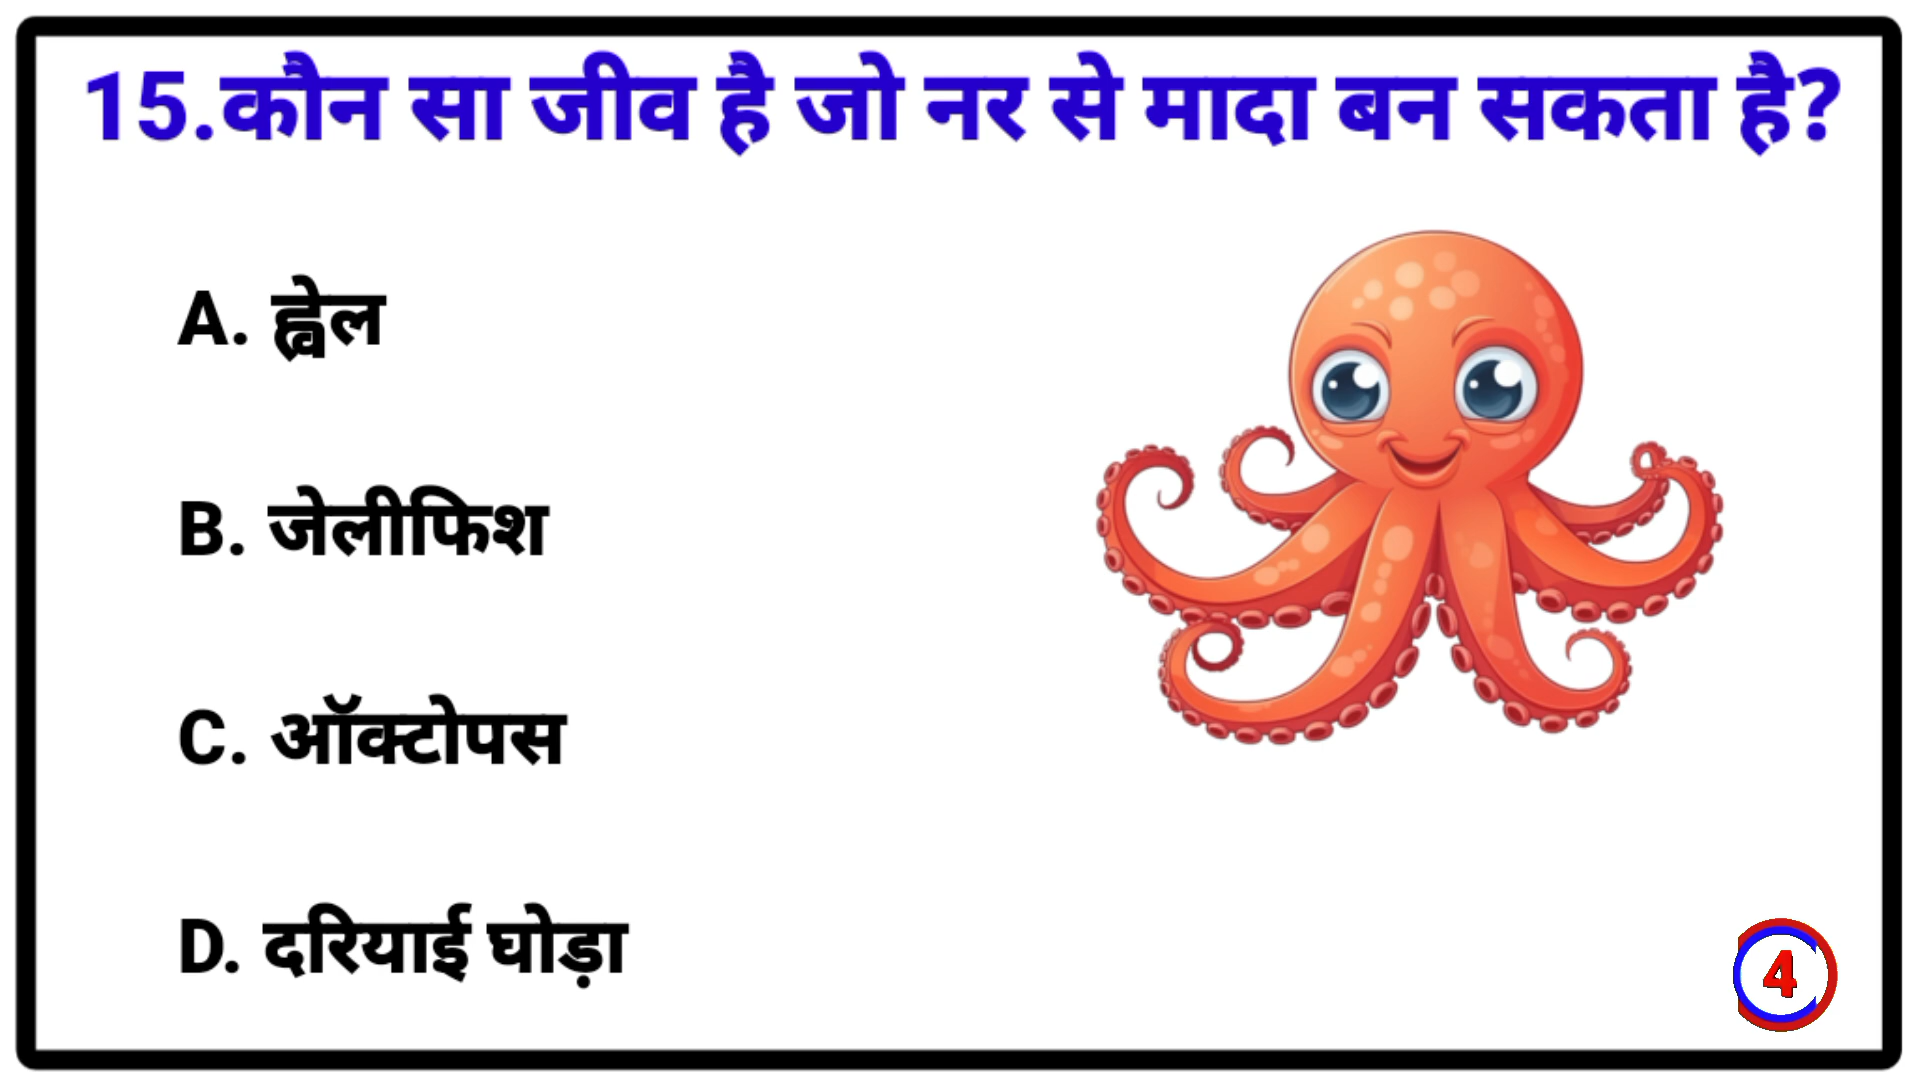 15.कौन सा जीव है जो नर से मादा बन सकता है?
A. ह्वेल
B. जेलीफिश
C. ऑक्टोपस
D. दरियाई घोड़ा
4